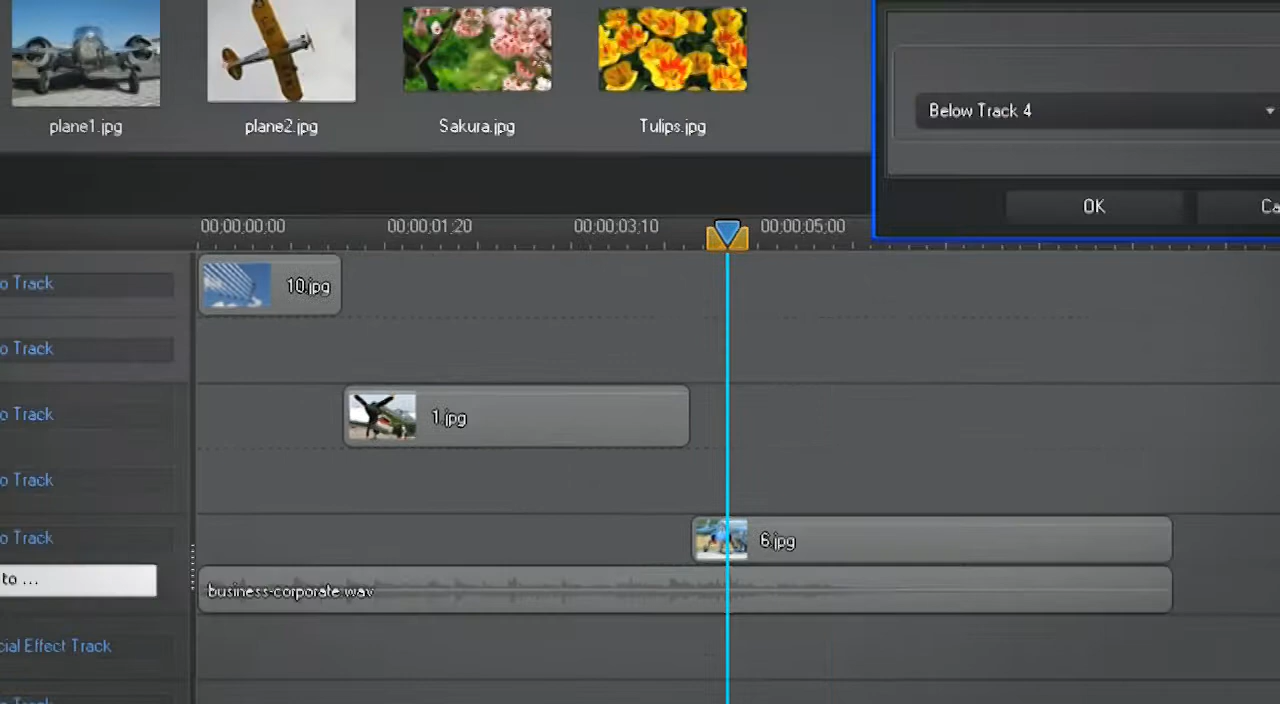 plane1.jpg
plane2.jpg
Sakura.jpg
Tulips.jpg
Below Track 4
OK
Ca
00;00;00;00
00;00;01;20
00;00;03;10
00;00;05;00
o Track
10.jpg
o Track
o Track
1.jpg
o Track
o Track
6.jpg
to ...
business-corporate.wav
cial Effect Track